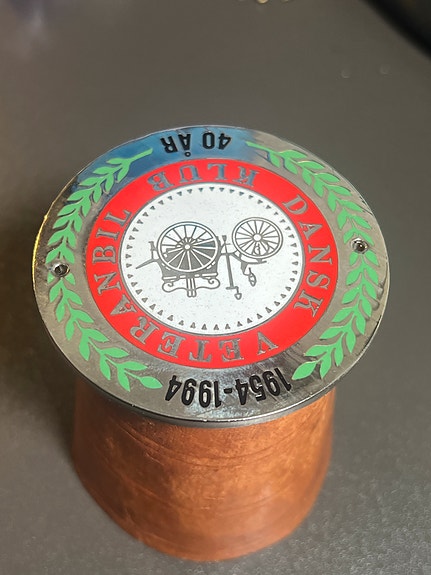 1954-1994
DANSK VETERANBIL
KLUB
40 ÅR